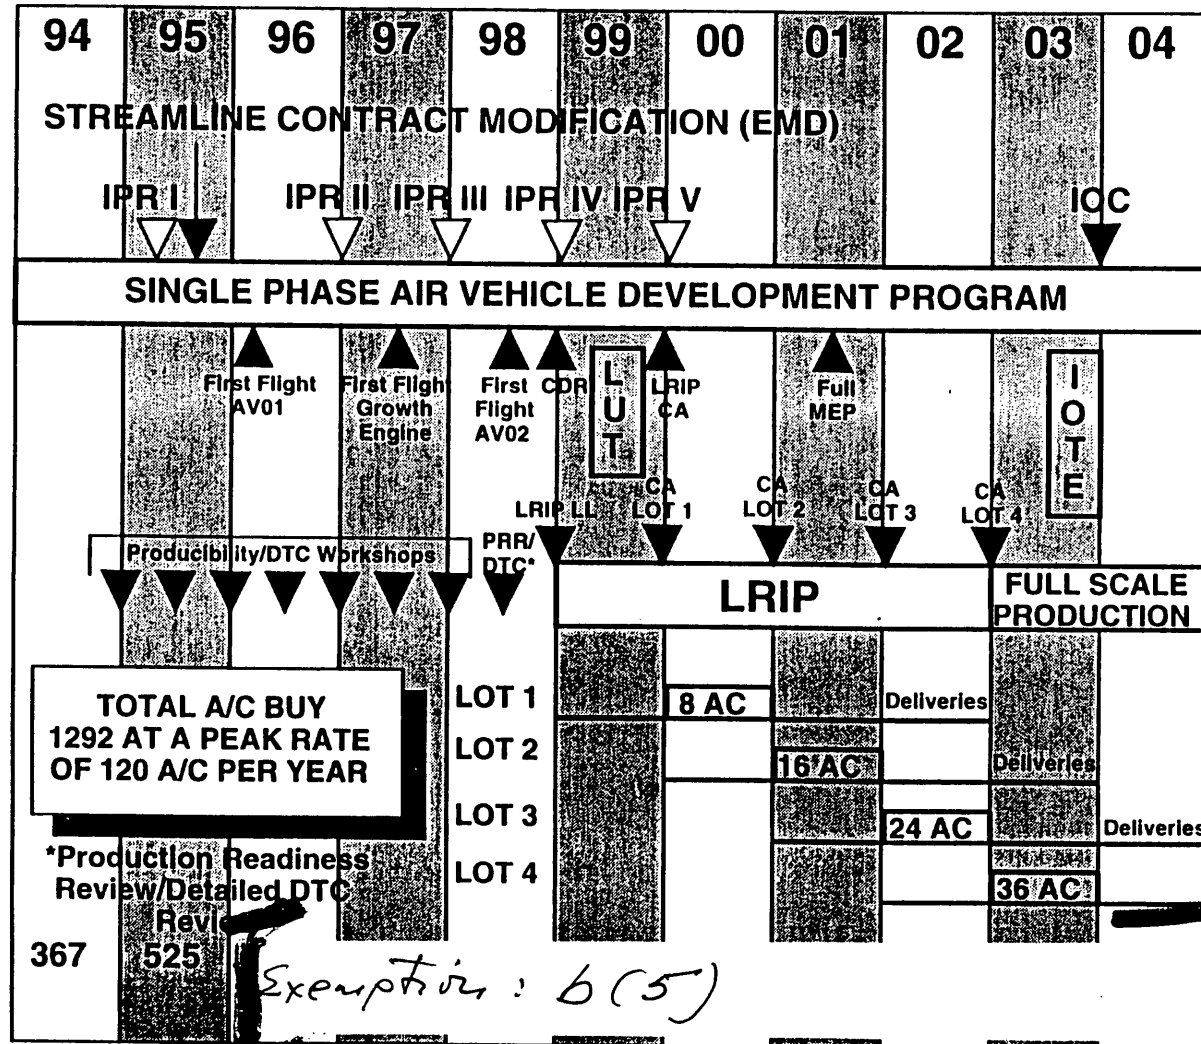 94 95 96 97 98 99 00 01 02 03 04
STREAMLINE CONTRACT MODIFICATION (EMD)
IPR I IPR II IPR III IPR IV IPR V IOC
SINGLE PHASE AIR VEHICLE DEVELOPMENT PROGRAM
First Flight
AV01
First Flight
Growth
Engine
First
Flight
AV02
CDR
LUT
LRIP
CA
Full
MEP
IOTE
LRIP LL
CA
LOT 1
CA
LOT 2
CA
LOT 3
CA
LOT 4
Producibility/DTC Workshops
PRR/
DTC*
LRIP
FULL SCALE
PRODUCTION
TOTAL A/C BUY
1292 AT A PEAK RATE
OF 120 A/C PER YEAR
LOT 1 8 AC Deliveries
LOT 2 16 AC Deliveries
LOT 3 24 AC Deliveries
LOT 4 36 AC
*Production Readiness
Review/Detailed DTC
Revi
367 525
Exemption: b(5)